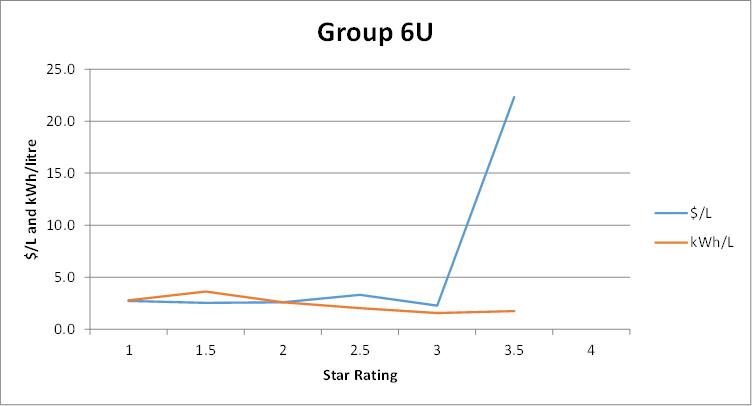 Group 6U
25.0
20.0
15.0
10.0
5.0
0.0
$/L and kWh/litre
1 1.5 2 2.5 3 3.5 4
Star Rating
$/L
kWh/L